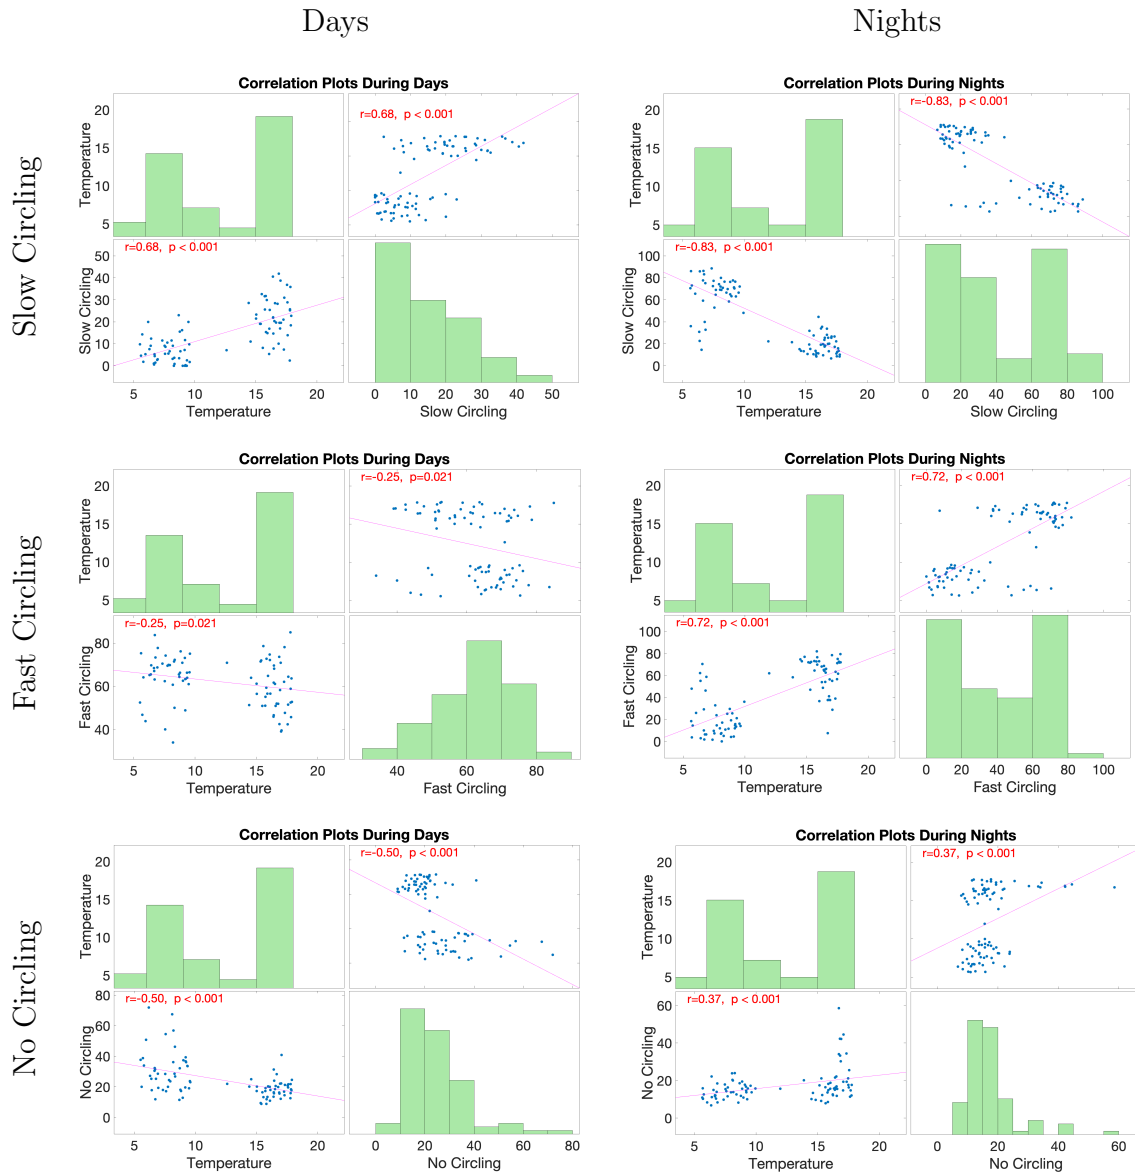 Days Nights
Slow Circling
Correlation Plots During Days
20
15
10
5
Temperature
r=0.68, p < 0.001
r=0.68, p < 0.001
50
40
30
20
10
0
Slow Circling
5 10 15 20
Temperature
0 10 20 30 40 50
Slow Circling
Correlation Plots During Nights
20
15
10
5
Temperature
r=-0.83, p < 0.001
r=-0.83, p < 0.001
100
80
60
40
20
0
Slow Circling
5 10 15 20
Temperature
0 20 40 60 80 100
Slow Circling
Fast Circling
Correlation Plots During Days
20
15
10
5
Temperature
r=-0.25, p=0.021
r=-0.25, p=0.021
80
60
40
Fast Circling
5 10 15 20
Temperature
40 60 80
Fast Circling
Correlation Plots During Nights
20
15
10
5
Temperature
r=0.72, p < 0.001
r=0.72, p < 0.001
100
80
60
40
20
0
Fast Circling
5 10 15 20
Temperature
0 20 40 60 80 100
Fast Circling
No Circling
Correlation Plots During Days
20
15
10
5
Temperature
r=-0.50, p < 0.001
r=-0.50, p < 0.001
80
60
40
20
0
No Circling
5 10 15 20
Temperature
0 20 40 60 80
No Circling
Correlation Plots During Nights
20
15
10
5
Temperature
r=0.37, p < 0.001
r=0.37, p < 0.001
60
40
20
0
No Circling
5 10 15 20
Temperature
0 20 40 60
No Circling